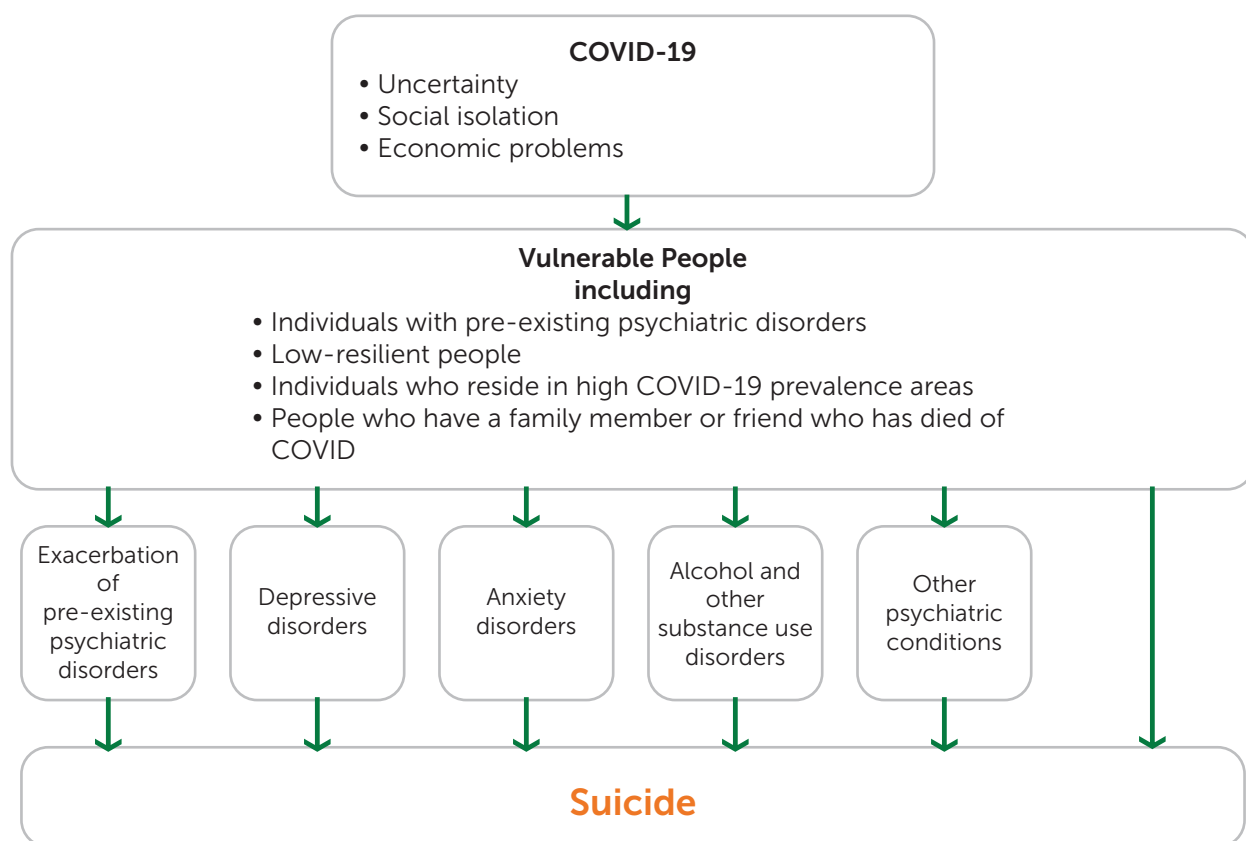 COVID-19
• Uncertainty
• Social isolation
• Economic problems
Vulnerable People
including
• Individuals with pre-existing psychiatric disorders
• Low-resilient people
• Individuals who reside in high COVID-19 prevalence areas
• People who have a family member or friend who has died of
COVID
Exacerbation
of
pre-existing
psychiatric
disorders
Depressive
disorders
Anxiety
disorders
Alcohol and
other
substance use
disorders
Other
psychiatric
conditions
Suicide